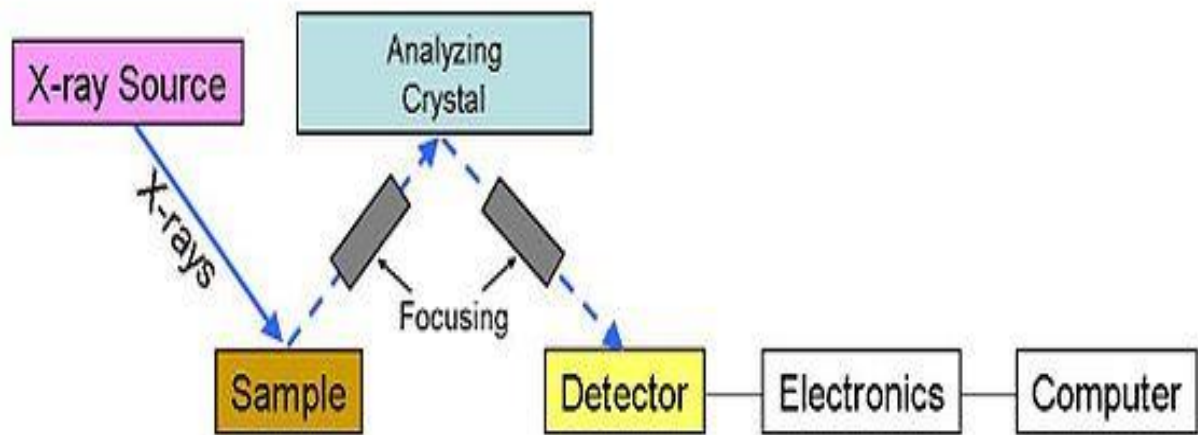 X-ray Source
Analyzing
Crystal
X-rays
Focusing
Sample
Detector
Electronics
Computer